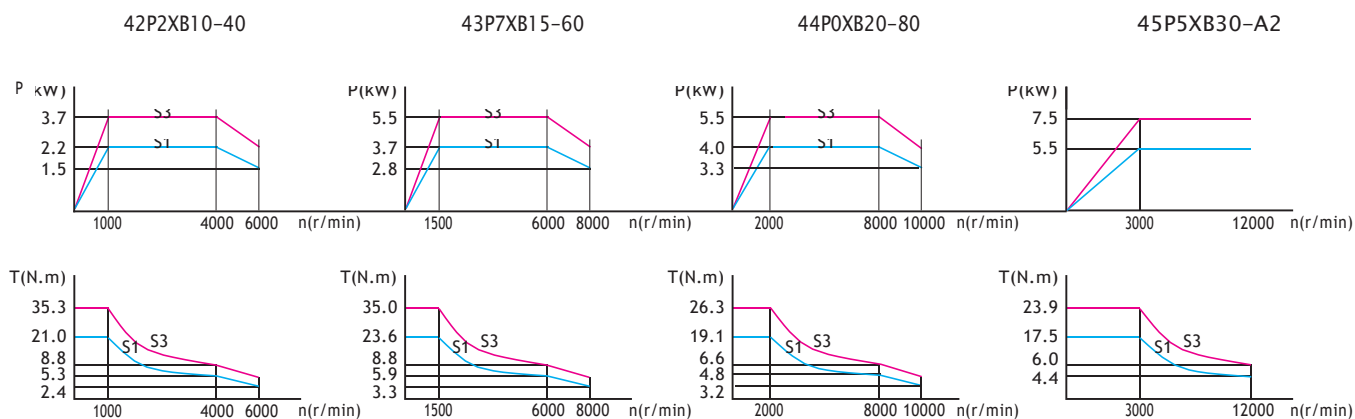 42P2XB10-40
43P7XB15-60
44P0XB20-80
45P5XB30-A2
P(kW)
3.7
2.2
1.5
S3
S1
1000
4000
6000
n(r/min)
P(kW)
5.5
3.7
2.8
S3
S1
1500
6000
8000
n(r/min)
P(kW)
5.5
4.0
3.3
S3
S1
2000
8000
10000
n(r/min)
P(kW)
7.5
5.5
3000
12000
n(r/min)
T(N.m)
35.3
21.0
8.8
5.3
2.4
S1
S3
1000
4000
6000
n(r/min)
T(N.m)
35.0
23.6
8.8
5.9
3.3
S1
S3
1500
6000
8000
n(r/min)
T(N.m)
26.3
19.1
6.6
4.8
3.2
S1
S3
2000
8000
10000
n(r/min)
T(N.m)
23.9
17.5
6.0
4.4
S1
S3
3000
12000
n(r/min)